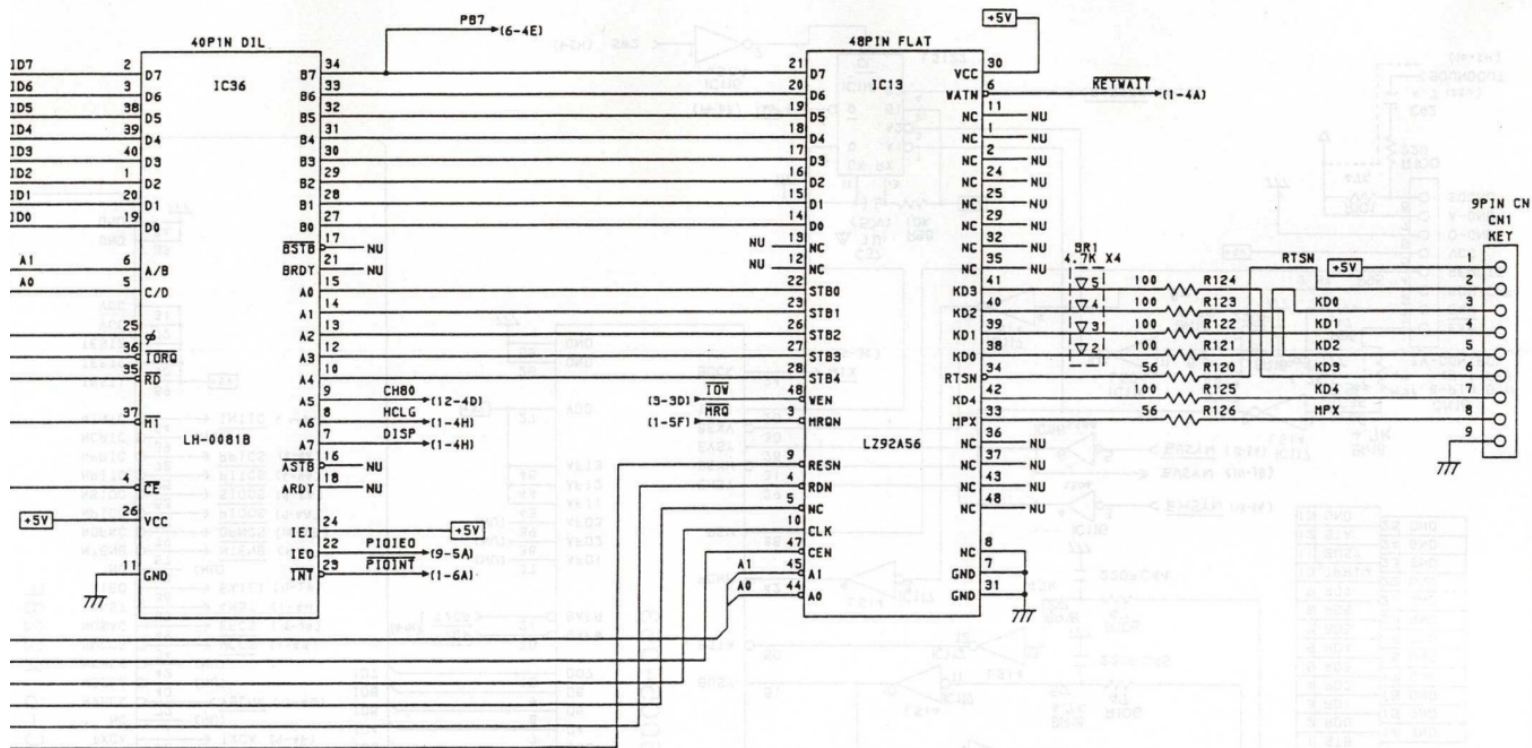 PB7
(6-4E)
40PIN DIL
IC36
LH-0081B
ID7 2 D7
ID6 3 D6
ID5 38 D5
ID4 39 D4
ID3 40 D3
ID2 1 D2
ID1 20 D1
ID0 19 D0
A1 6 A/B
A0 5 C/D
25 ø
36 IORQ
35 RD
37 M1
4 CE
+5V 26 VCC
11 GND
B7 34
B6 33
B5 32
B4 31
B3 30
B2 29
B1 28
B0 27
BSTB 17 NU
BRDY 21 NU
A0 15
A1 14
A2 13
A3 12
A4 10
A5 9 CH80 (12-4D)
A6 8 HCLG (1-4H)
A7 7 DISP (1-4H)
ASTB 16 NU
ARDY 18 NU
IEI 24 +5V
IEO 22 PIOIEO (9-5A)
INT 23 PIOINT (1-6A)
48PIN FLAT
IC13
LZ92A56
21 D7
20 D6
19 D5
18 D4
17 D3
16 D2
15 D1
14 D0
NU 13 NC
NU 12 NC
22 STB0
23 STB1
26 STB2
27 STB3
28 STB4
(3-3D) IOW 48 WEN
(1-5F) MRQ 3 MRQN
9 RESN
4 RDN
5 NC
10 CLK
47 CEN
A1 45 A1
A0 44 A0
+5V
VCC 30
WATN 6 KEYWAIT (1-4A)
NC 11 NU
NC 1 NU
NC 2 NU
NC 24 NU
NC 25 NU
NC 29 NU
NC 32 NU
NC 35 NU
KD3 41 100 R124
KD2 40 100 R123
KD1 39 100 R122
KD0 38 100 R121
RTSN 34 56 R120
KD4 42 100 R125
MPX 33 56 R126
NC 36 NU
NC 37 NU
NC 43 NU
NC 48 NU
NC 8
GND 7
GND 31
BR1
4.7K X4
5
4
3
2
9PIN CN
CN1
KEY
+5V 1
RTSN 2
KD0 3
KD1 4
KD2 5
KD3 6
KD4 7
MPX 8
9